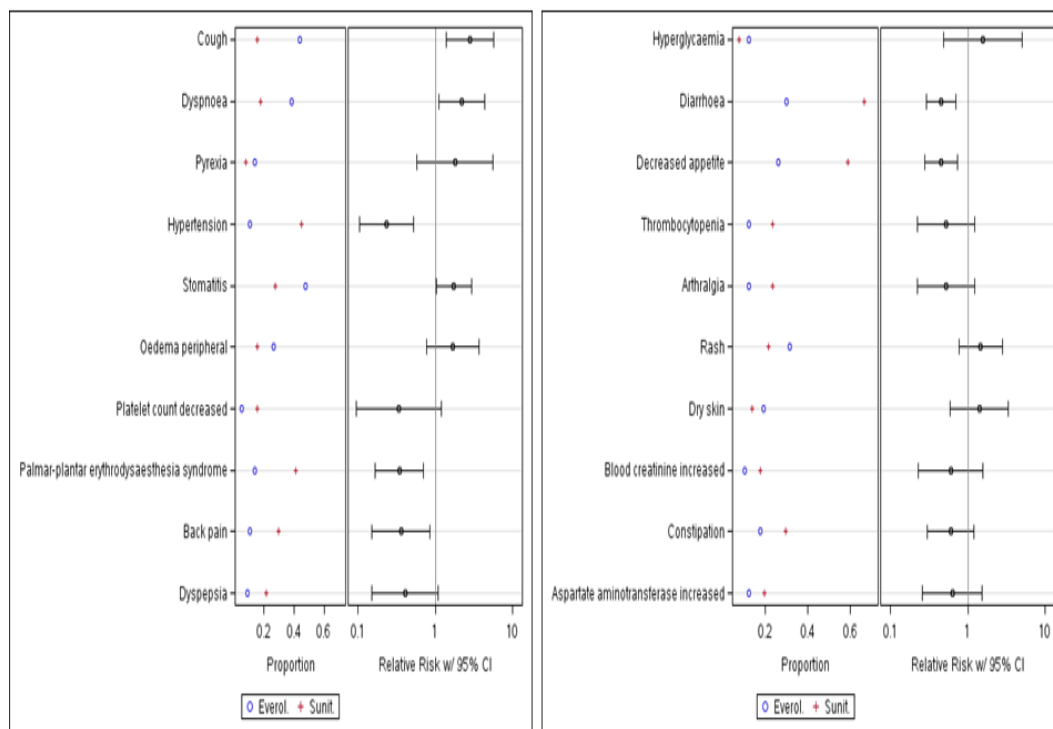 Cough
Dyspnoea
Pyrexia
Hypertension
Stomatitis
Oedema peripheral
Platelet count decreased
Palmar-plantar erythrodysaesthesia syndrome
Back pain
Dyspepsia
0.2 0.4 0.6
0.1 1 10
Proportion
Relative Risk w/ 95% CI
Everol. Sunit.
Hyperglycaemia
Diarrhoea
Decreased appetite
Thrombocytopenia
Arthralgia
Rash
Dry skin
Blood creatinine increased
Constipation
Aspartate aminotransferase increased
0.2 0.4 0.6
0.1 1 10
Proportion
Relative Risk w/ 95% CI
Everol. Sunit.